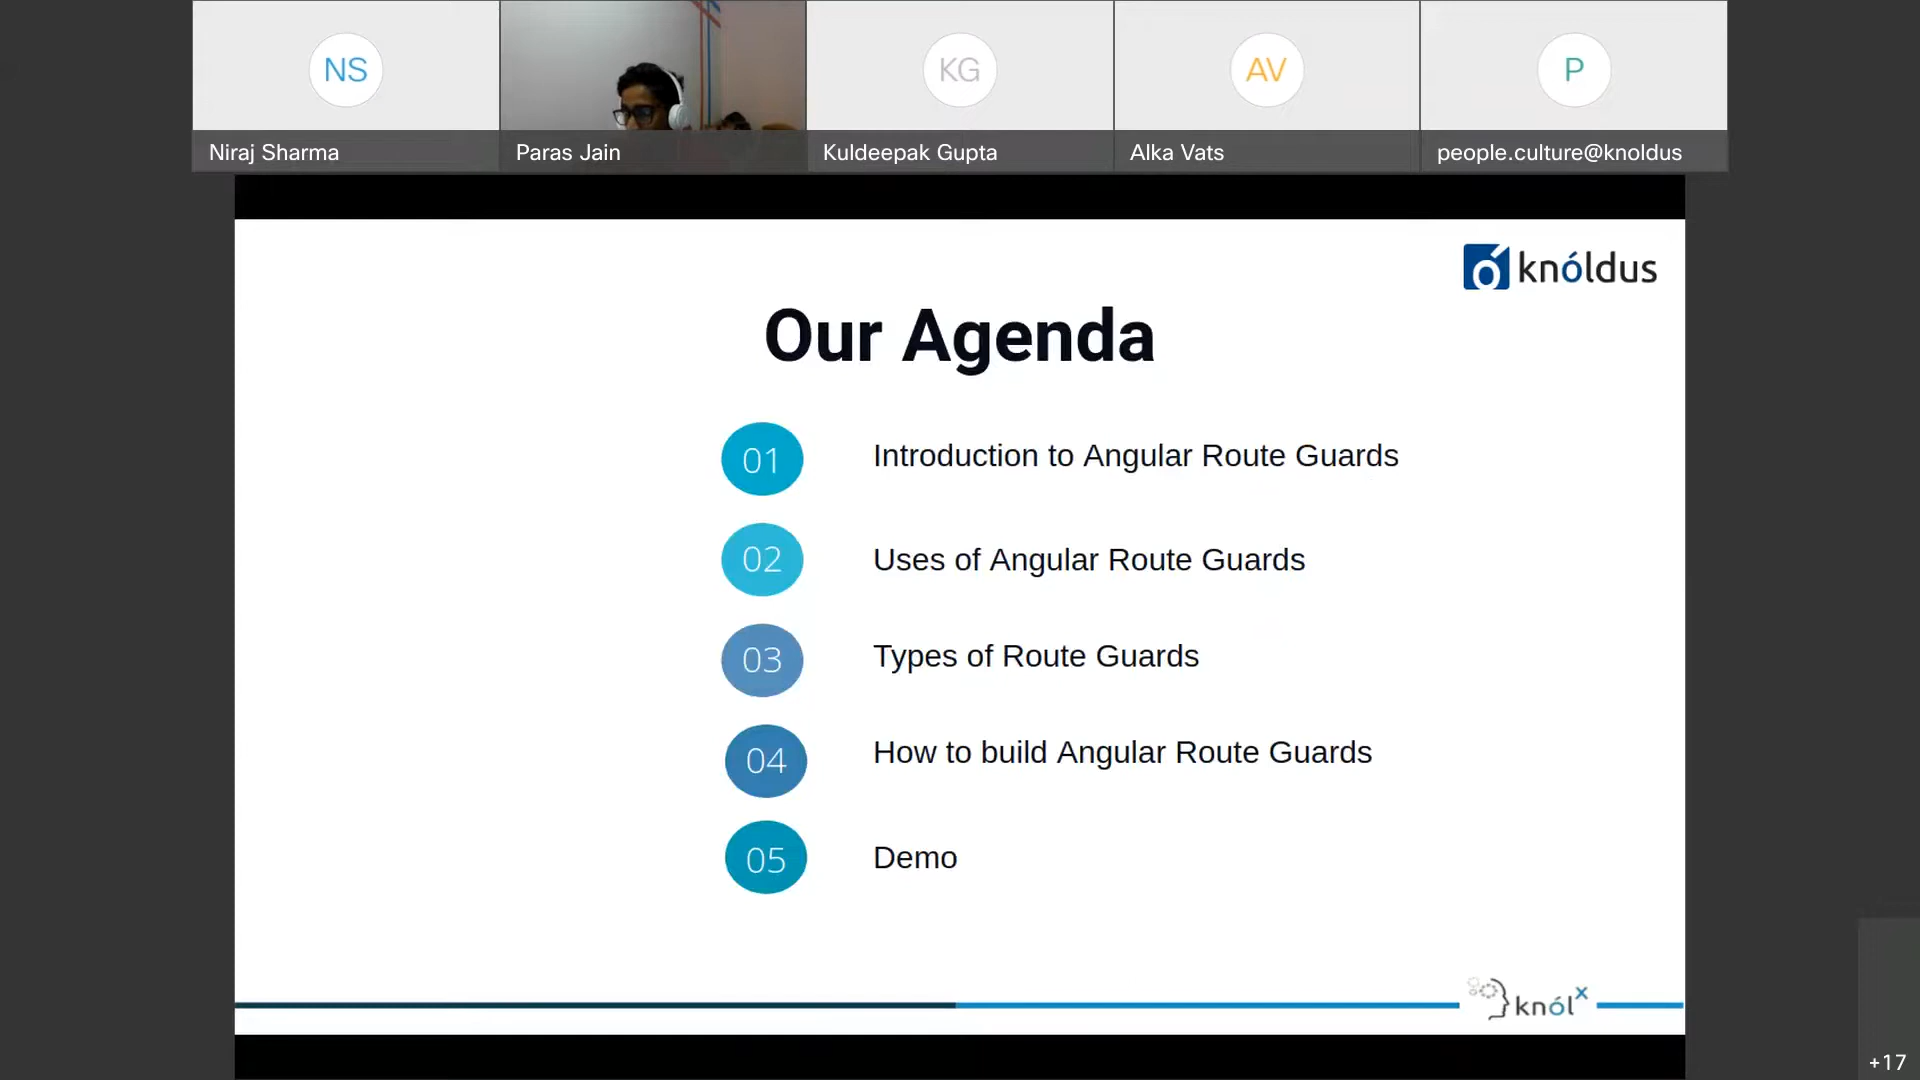 NS
KG
AV
P
Niraj Sharma
Paras Jain
Kuldeepak Gupta
Alka Vats
people.culture@knoldus
knóldus
Our Agenda
01 Introduction to Angular Route Guards
02 Uses of Angular Route Guards
03 Types of Route Guards
04 How to build Angular Route Guards
05 Demo
knólx
+17